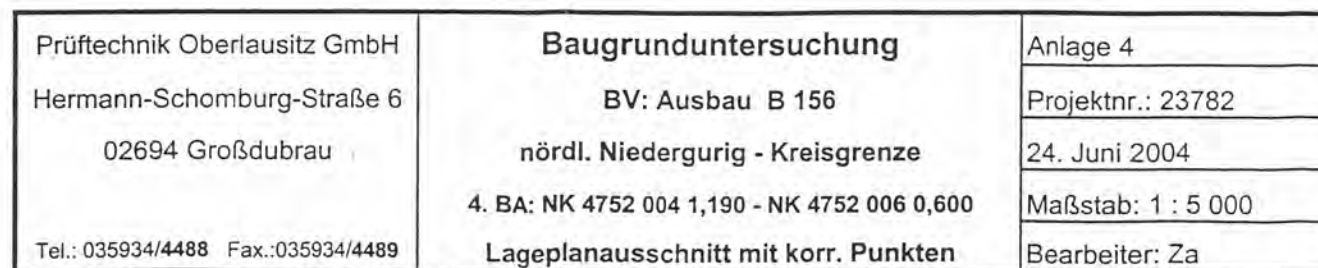 Prüftechnik Oberlausitz GmbH
Hermann-Schomburg-Straße 6
02694 Großdubrau
Tel.: 035934/4488 Fax.:035934/4489
Baugrunduntersuchung
BV: Ausbau B 156
nördl. Niedergurig - Kreisgrenze
4. BA: NK 4752 004 1,190 - NK 4752 006 0,600
Lageplanausschnitt mit korr. Punkten
Anlage 4
Projektnr.: 23782
24. Juni 2004
Maßstab: 1 : 5 000
Bearbeiter: Za